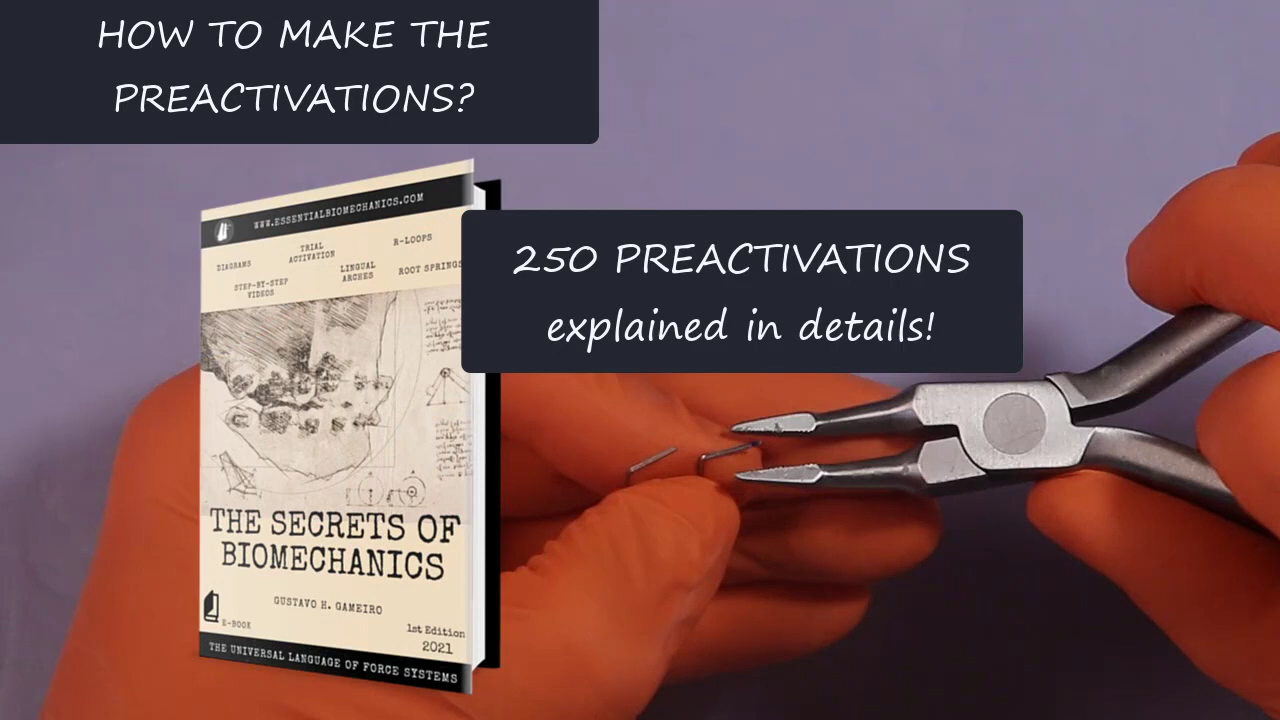 HOW TO MAKE THE
PREACTIVATIONS?
WWW.ESSENTIALBIOMECHANICS.COM
DIAGRAMS
TRIAL
ACTIVATION
R-LOOPS
STEP-BY-STEP
VIDEOS
LINGUAL
ARCHES
ROOT SPRINGS
250 PREACTIVATIONS
explained in details!
THE SECRETS OF
BIOMECHANICS
GUSTAVO H. GAMEIRO
E-BOOK
1st Edition
2021
THE UNIVERSAL LANGUAGE OF FORCE SYSTEMS